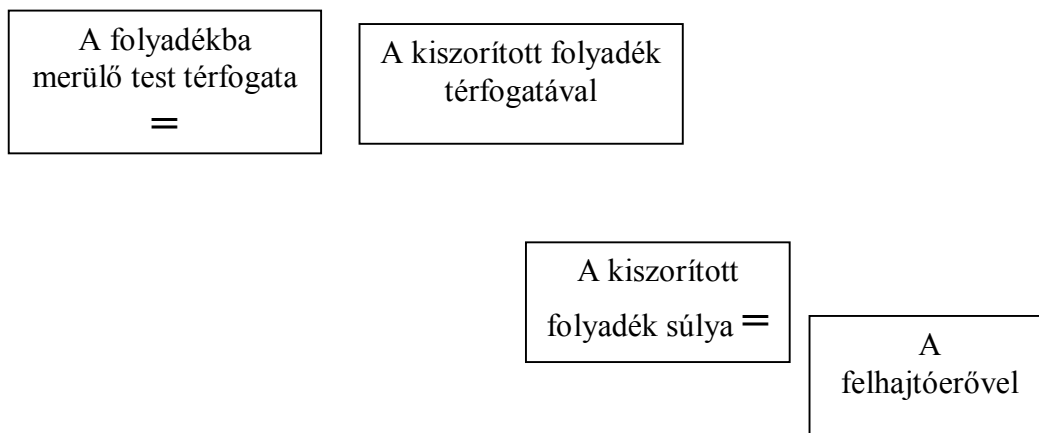 A folyadékba
merülő test térfogata
=
A kiszorított folyadék
térfogatával
A kiszorított
folyadék súlya =
A
felhajtóerővel